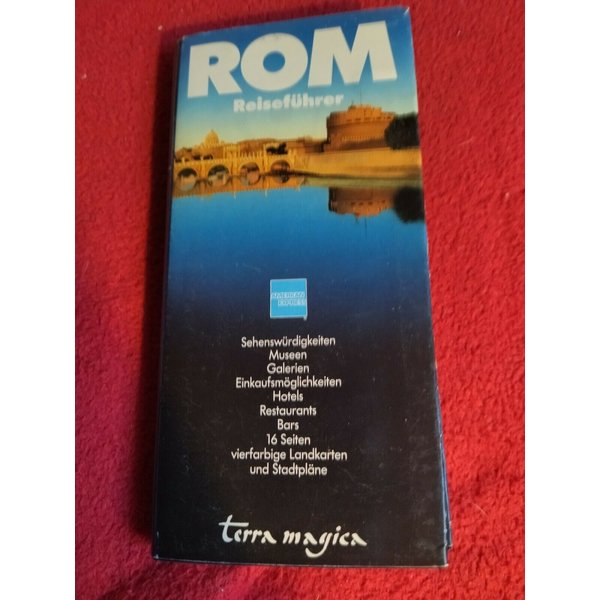 ROM
Reiseführer
AMERICAN
EXPRESS
Sehenswürdigkeiten
Museen
Galerien
Einkaufsmöglichkeiten
Hotels
Restaurants
Bars
16 Seiten
vierfarbige Landkarten
und Stadtpläne
terra magica